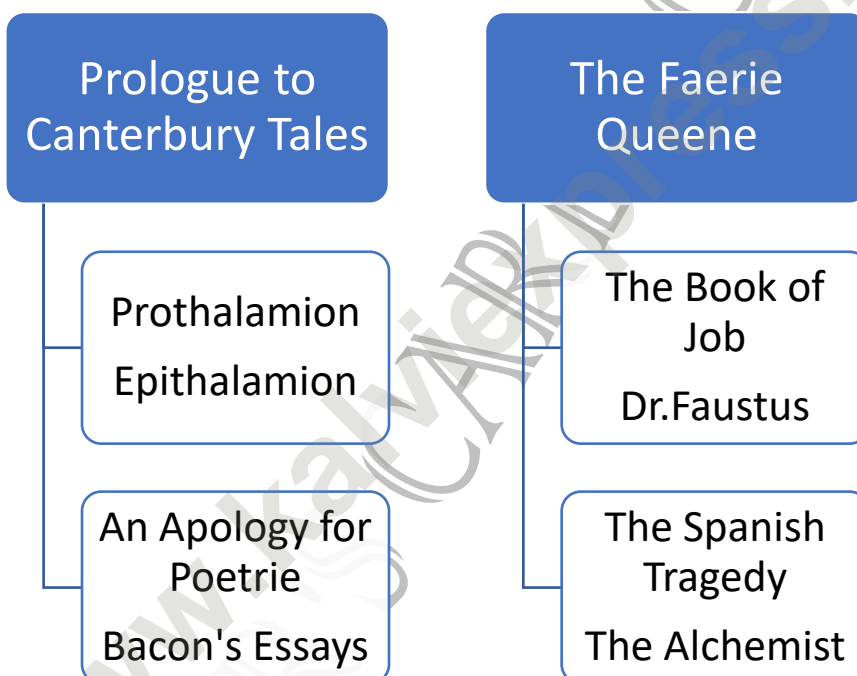 Prologue to
Canterbury Tales
Prothalamion
Epithalamion
An Apology for
Poetrie
Bacon's Essays
The Faerie
Queene
The Book of
Job
Dr.Faustus
The Spanish
Tragedy
The Alchemist